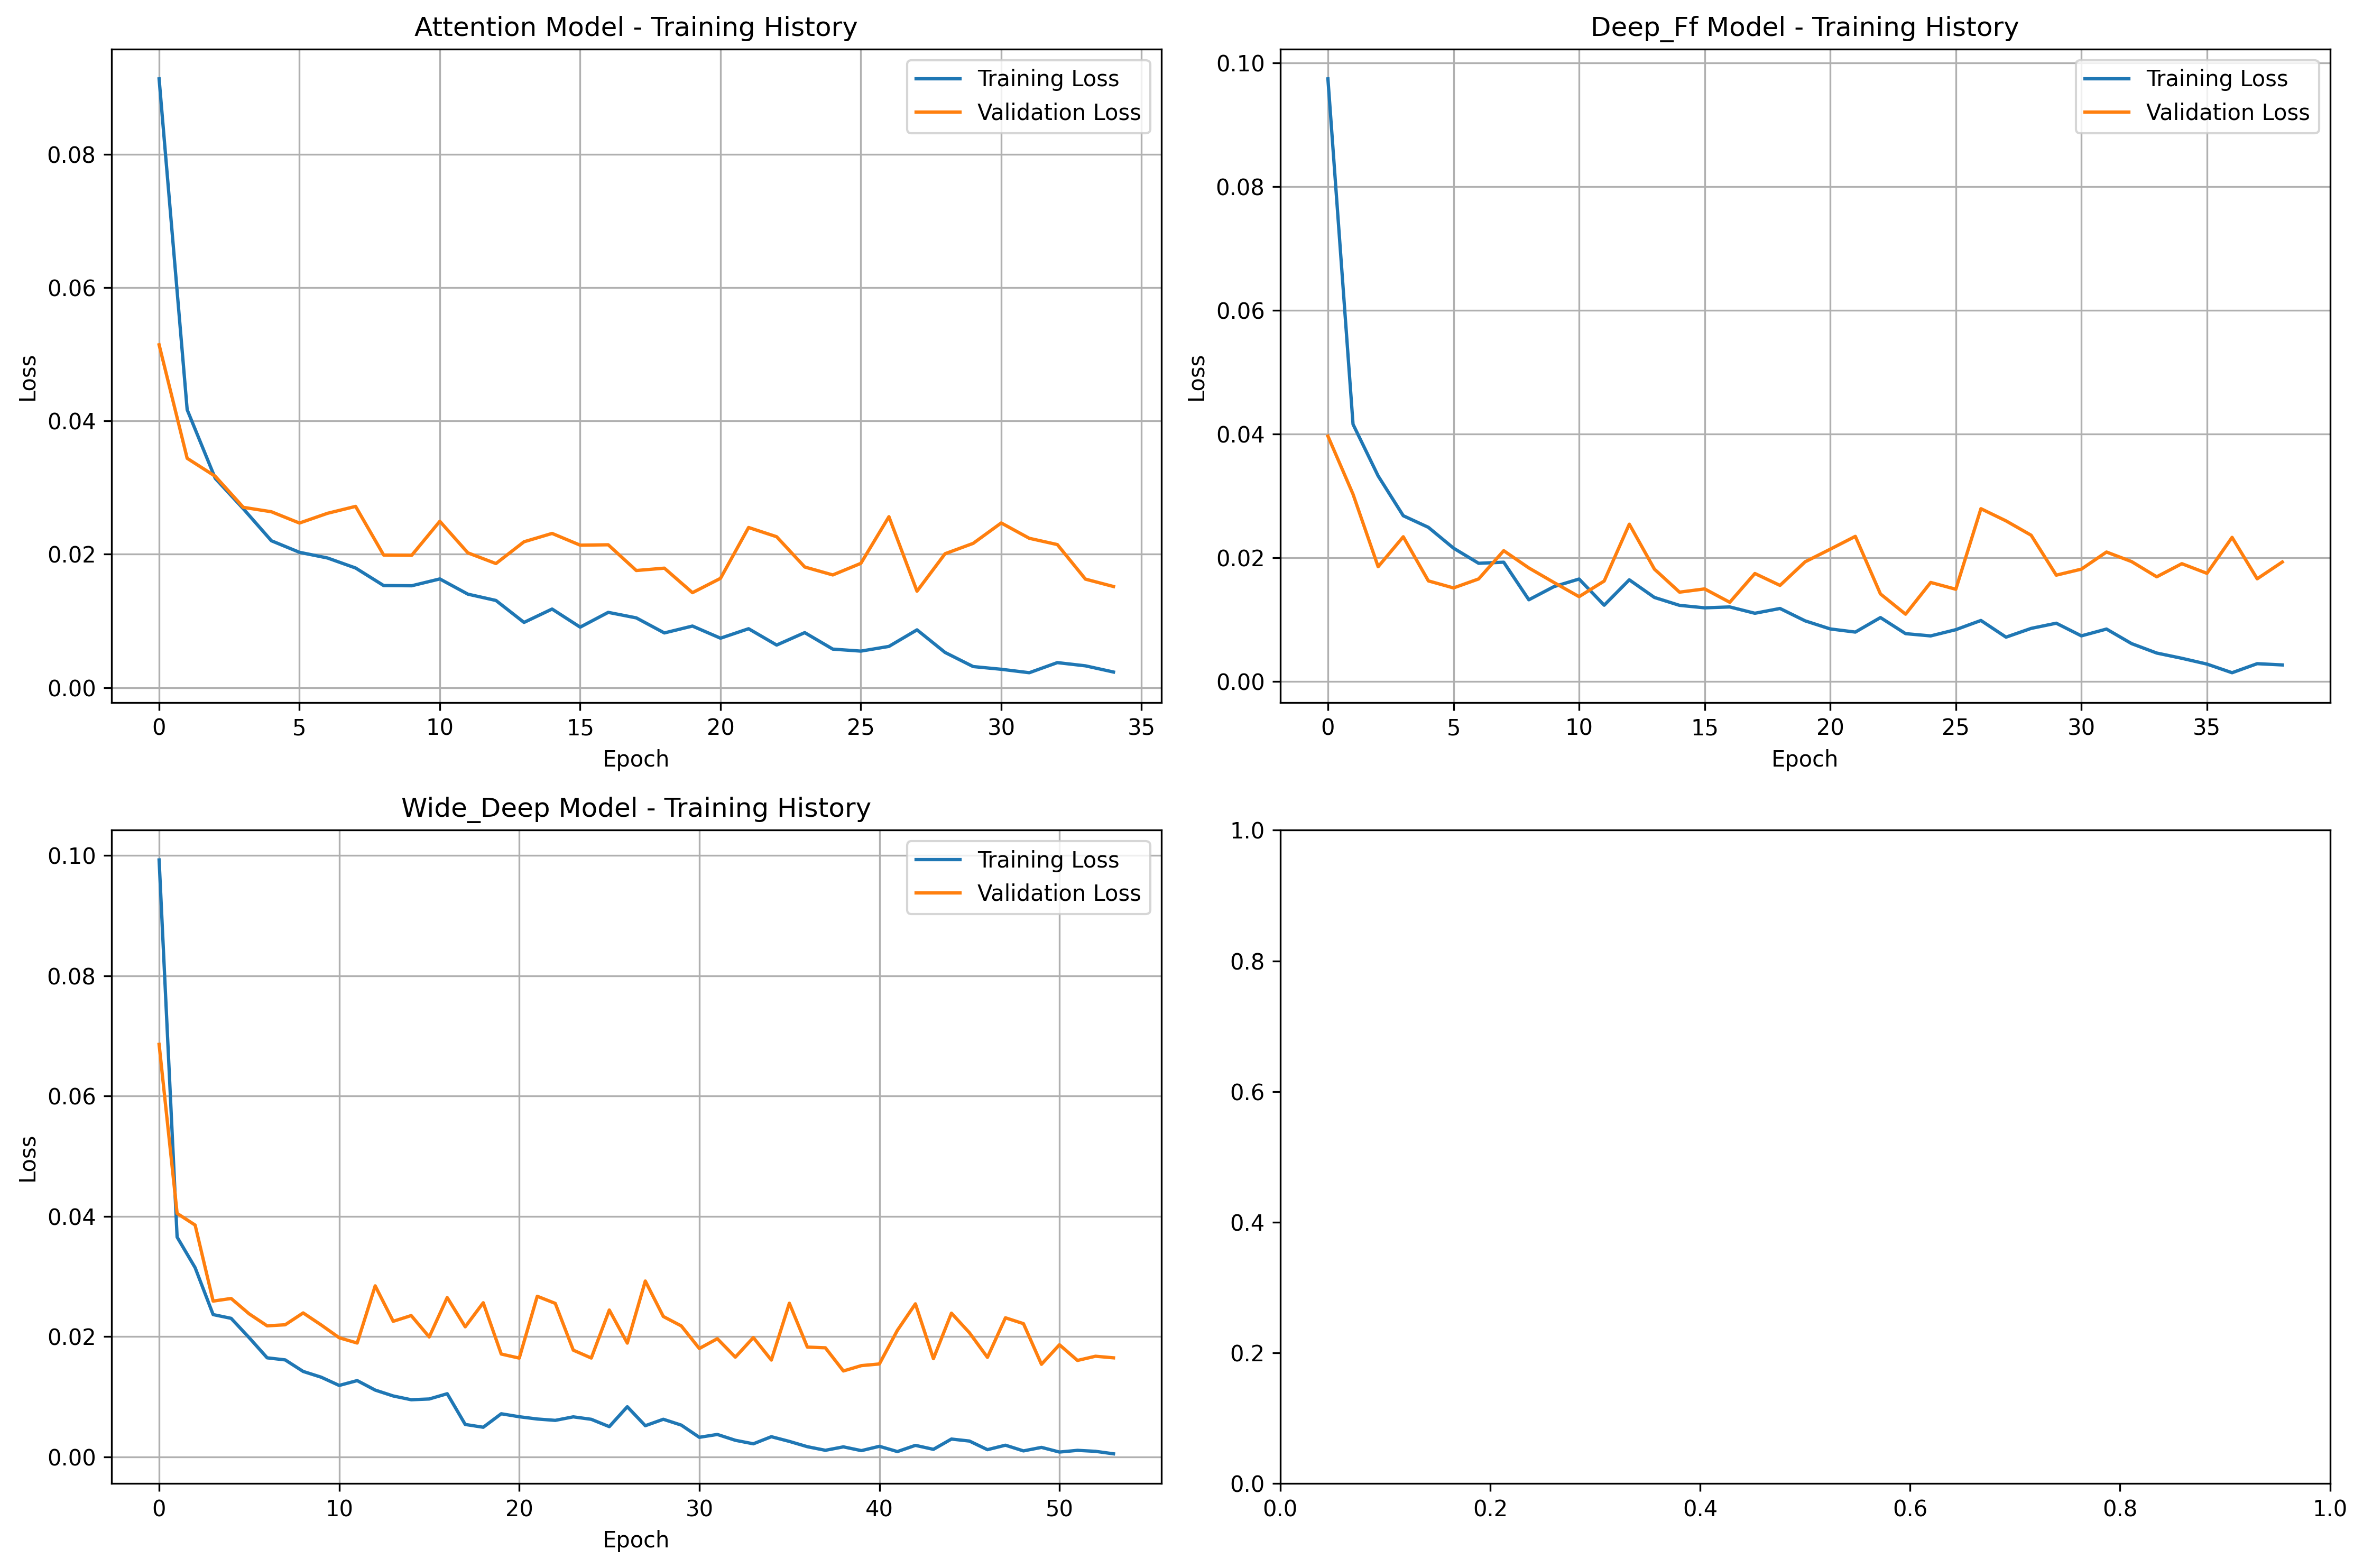 Attention Model - Training History
Training Loss
Validation Loss
0.08
0.06
0.04
0.02
0.00
Loss
0 5 10 15 20 25 30 35
Epoch
Deep_Ff Model - Training History
Training Loss
Validation Loss
0.10
0.08
0.06
0.04
0.02
0.00
Loss
0 5 10 15 20 25 30 35
Epoch
Wide_Deep Model - Training History
Training Loss
Validation Loss
0.10
0.08
0.06
0.04
0.02
0.00
Loss
0 10 20 30 40 50
Epoch
1.0
0.8
0.6
0.4
0.2
0.0
0.0 0.2 0.4 0.6 0.8 1.0